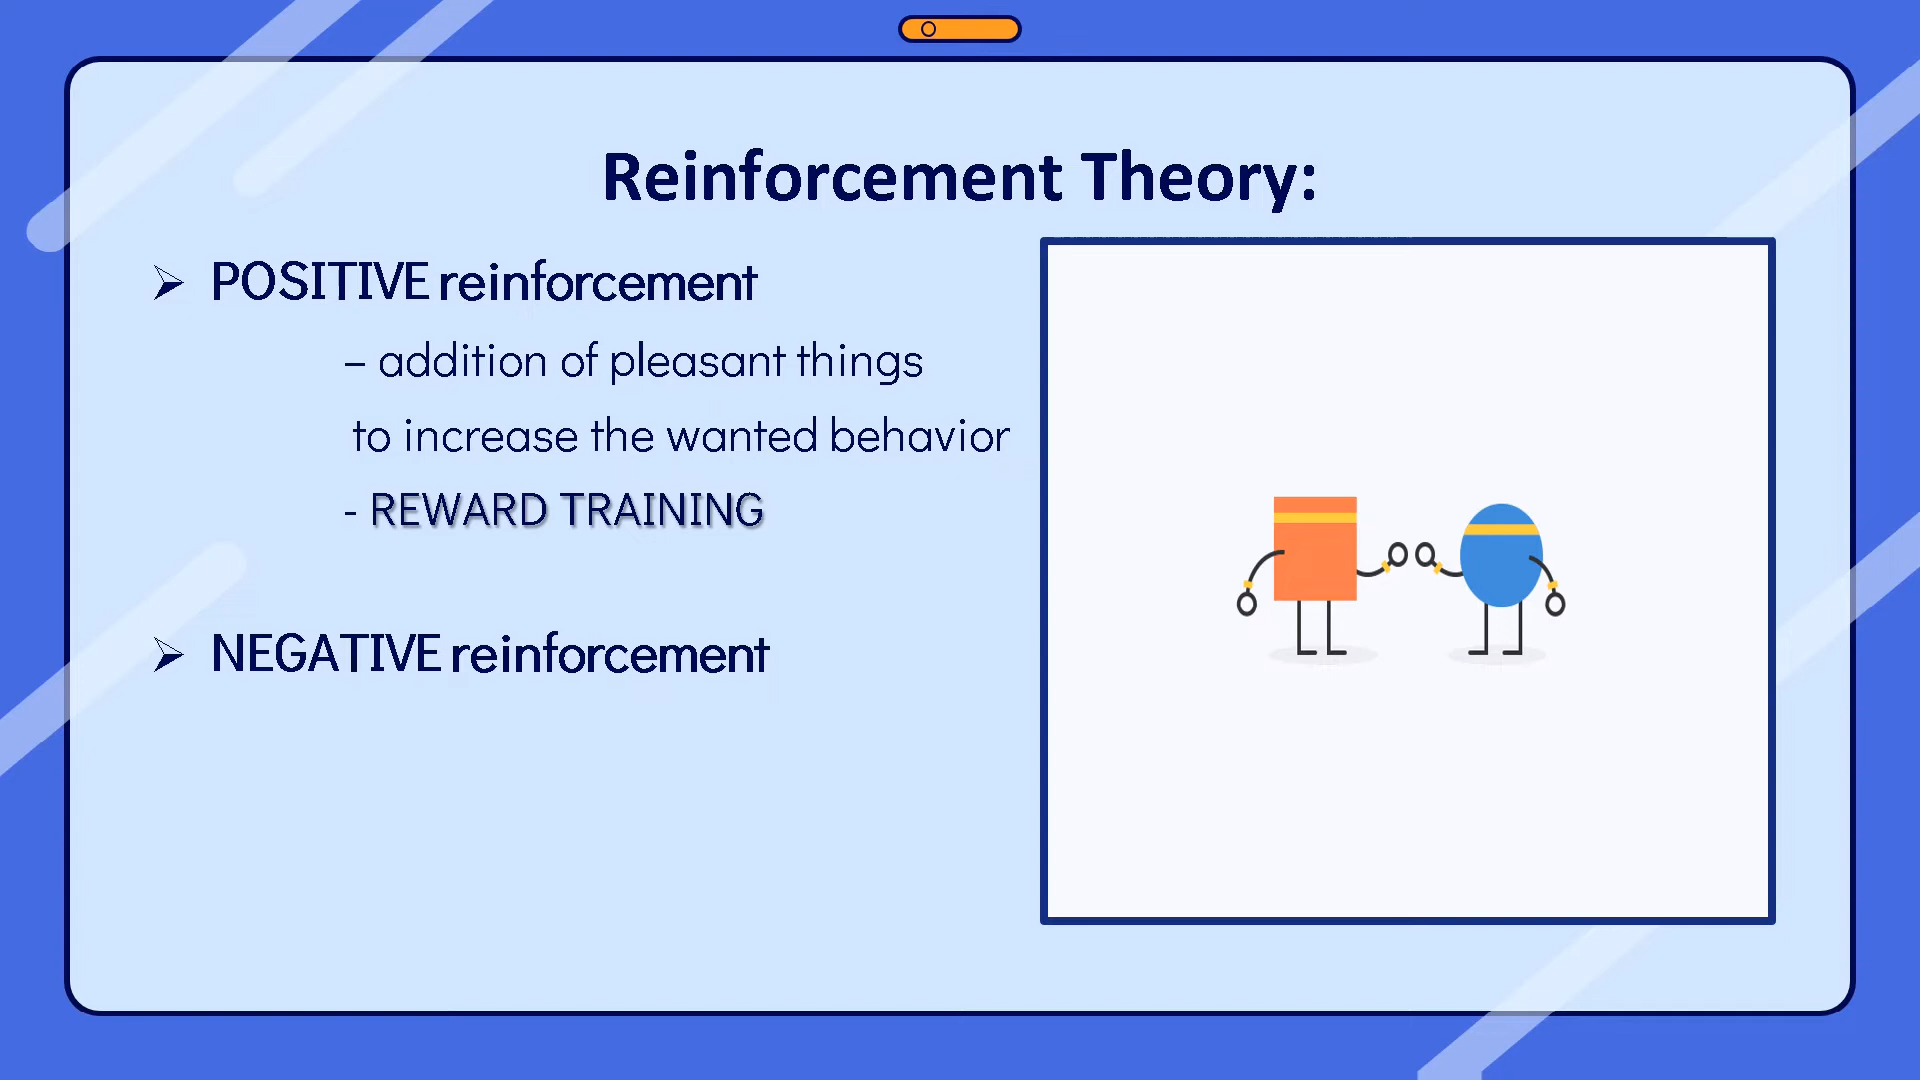 Reinforcement Theory:
➢ POSITIVE reinforcement
– addition of pleasant things
to increase the wanted behavior
- REWARD TRAINING
➢ NEGATIVE reinforcement